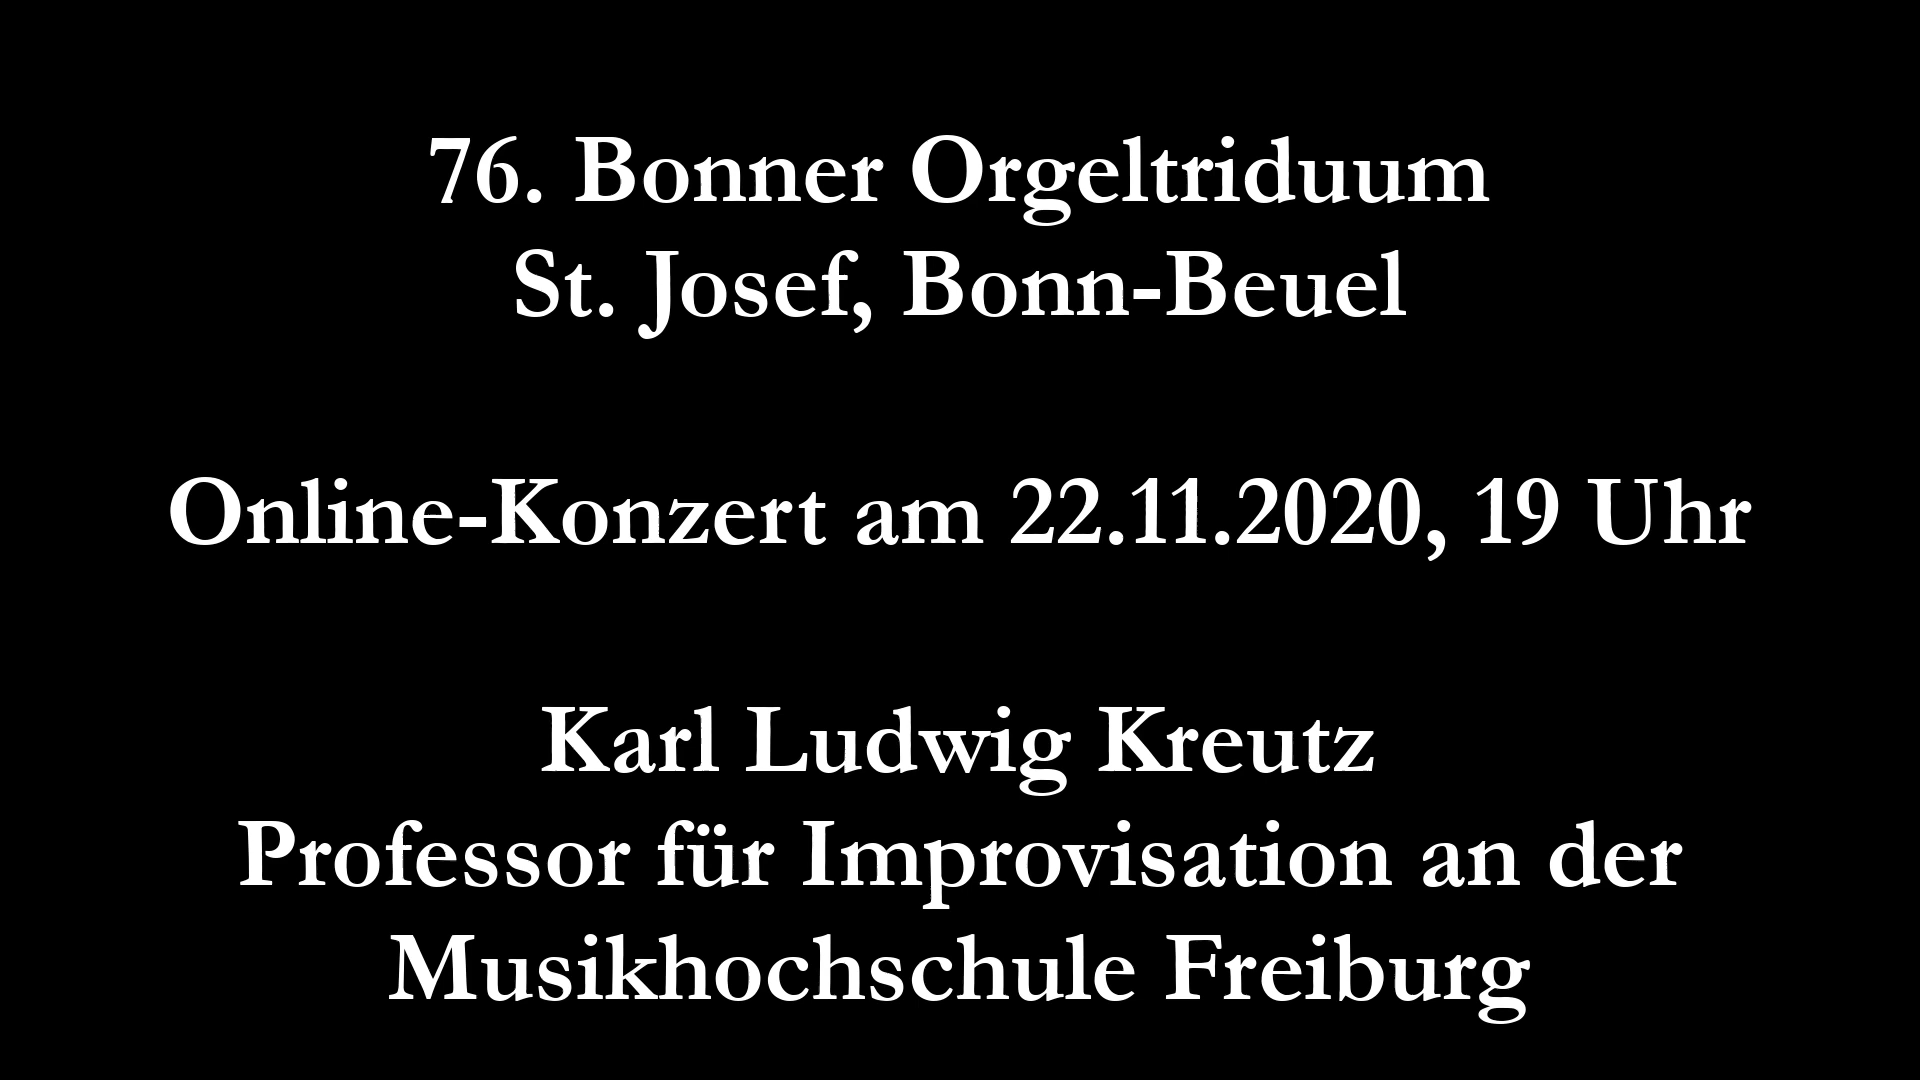 76. Bonner Orgeltriduum
St. Josef, Bonn-Beuel
Online-Konzert am 22.11.2020, 19 Uhr
Karl Ludwig Kreutz
Professor für Improvisation an der
Musikhochschule Freiburg